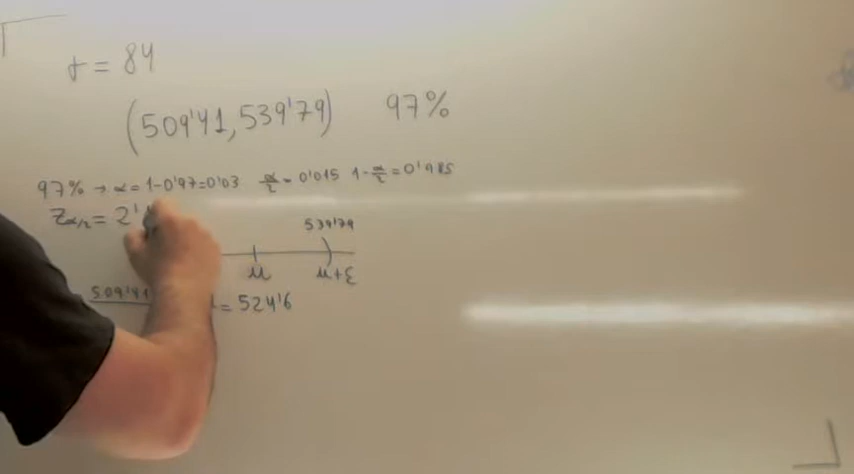 σ = 84
(509'41, 539'79) 97%
97% → α = 1-0'97=0'03 α/2 = 0'015 1-α/2 = 0'985
Zα/2 = 2'
539'79
μ μ+ε
509'41 = 524'6